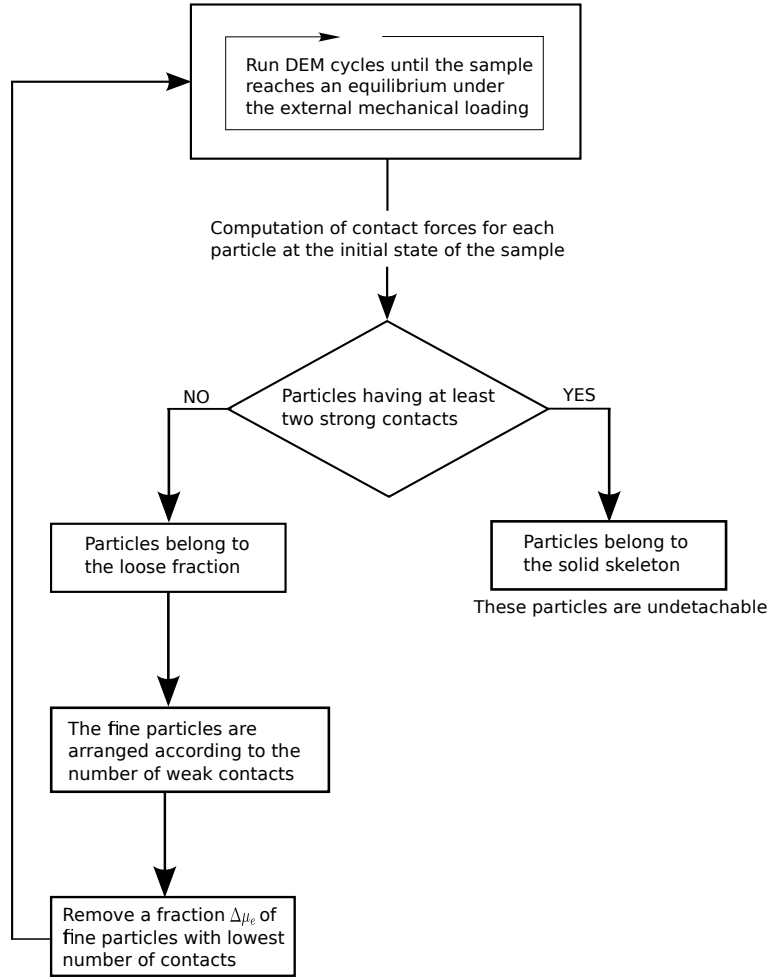 Run DEM cycles until the sample
reaches an equilibrium under
the external mechanical loading
Computation of contact forces for each
particle at the initial state of the sample
Particles having at least
two strong contacts
NO
YES
Particles belong to
the loose fraction
Particles belong to
the solid skeleton
These particles are undetachable
The fine particles are
arranged according to the
number of weak contacts
Remove a fraction Δμₑ of
fine particles with lowest
number of contacts